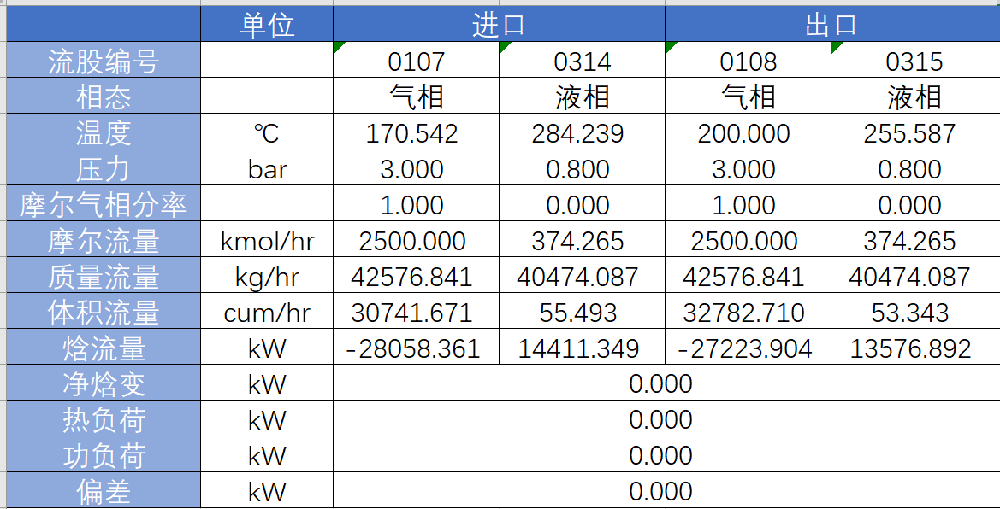 单位 进口 出口
流股编号 0107 0314 0108 0315
相态 气相 液相 气相 液相
温度 ℃ 170.542 284.239 200.000 255.587
压力 bar 3.000 0.800 3.000 0.800
摩尔气相分率 1.000 0.000 1.000 0.000
摩尔流量 kmol/hr 2500.000 374.265 2500.000 374.265
质量流量 kg/hr 42576.841 40474.087 42576.841 40474.087
体积流量 cum/hr 30741.671 55.493 32782.710 53.343
焓流量 kW -28058.361 14411.349 -27223.904 13576.892
净焓变 kW 0.000
热负荷 kW 0.000
功负荷 kW 0.000
偏差 kW 0.000